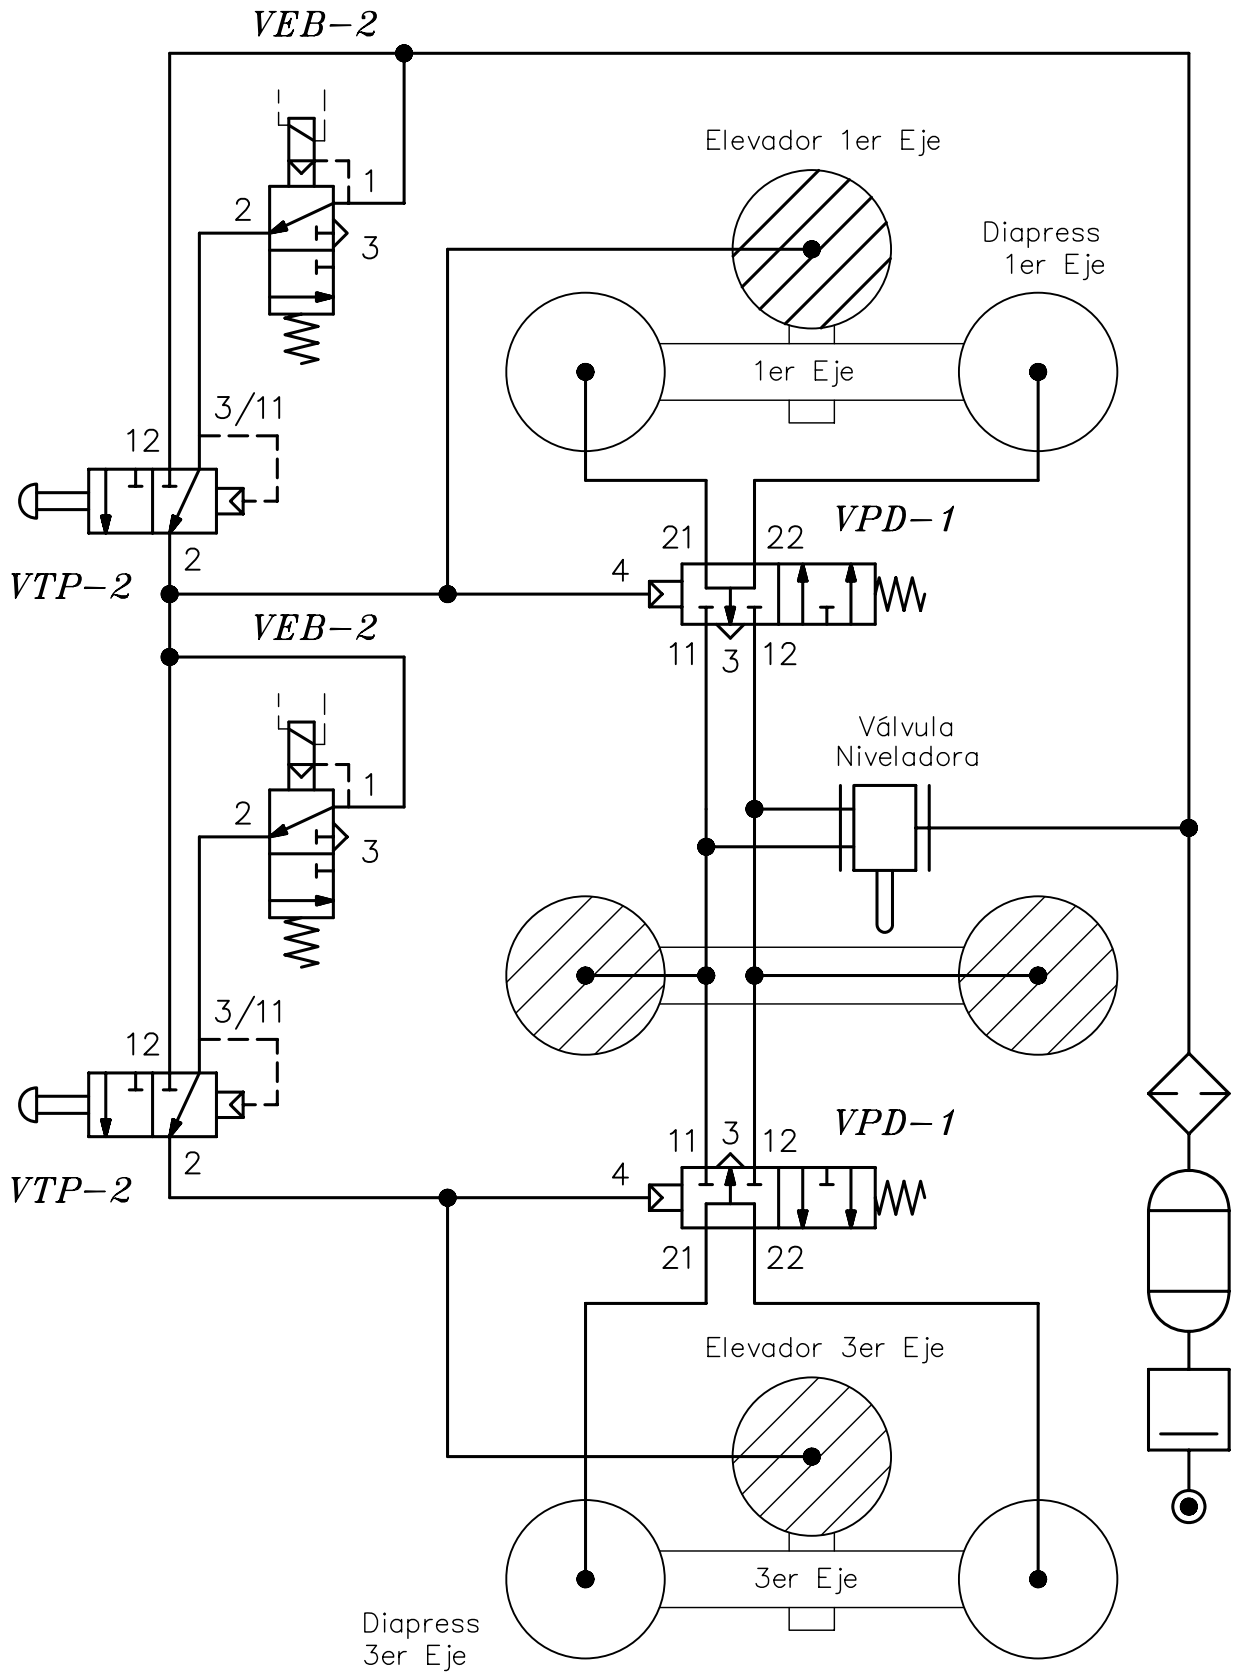 VEB-2
Elevador 1er Eje
1
2
3
Diapress
1er Eje
1er Eje
3/11
12
VPD-1
21
22
2
4
VTP-2
VEB-2
11
3
12
Válvula
Niveladora
1
2
3
3/11
12
VPD-1
11
3
12
2
4
VTP-2
21
22
Elevador 3er Eje
3er Eje
Diapress
3er Eje